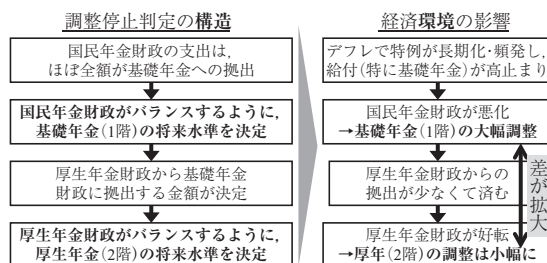 調整停止判定の構造
国民年金財政の支出は，
ほぼ全額が基礎年金への拠出
国民年金財政がバランスするように，
基礎年金（1階）の将来水準を決定
厚生年金財政から基礎年金
財政に拠出する金額が決定
厚生年金財政がバランスするように，
厚生年金（2階）の将来水準を決定
経済環境の影響
デフレで特例が長期化・頻発し，
給付（特に基礎年金）が高止まり
国民年金財政が悪化
→基礎年金（1階）の大幅調整
厚生年金財政からの
拠出が少なくて済む
厚生年金財政が好転
→厚年（2階）の調整は小幅に
差が拡大